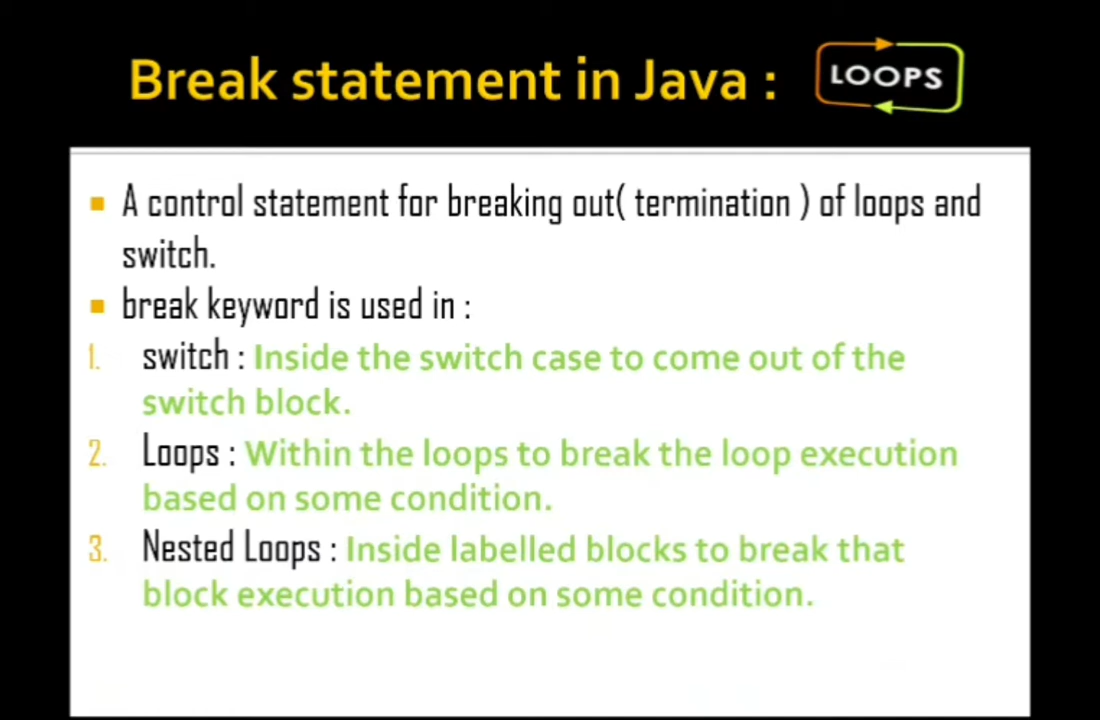 Break statement in Java :
LOOPS
A control statement for breaking out( termination ) of loops and
switch.
break keyword is used in :
1. switch : Inside the switch case to come out of the
switch block.
2. Loops : Within the loops to break the loop execution
based on some condition.
3. Nested Loops : Inside labelled blocks to break that
block execution based on some condition.